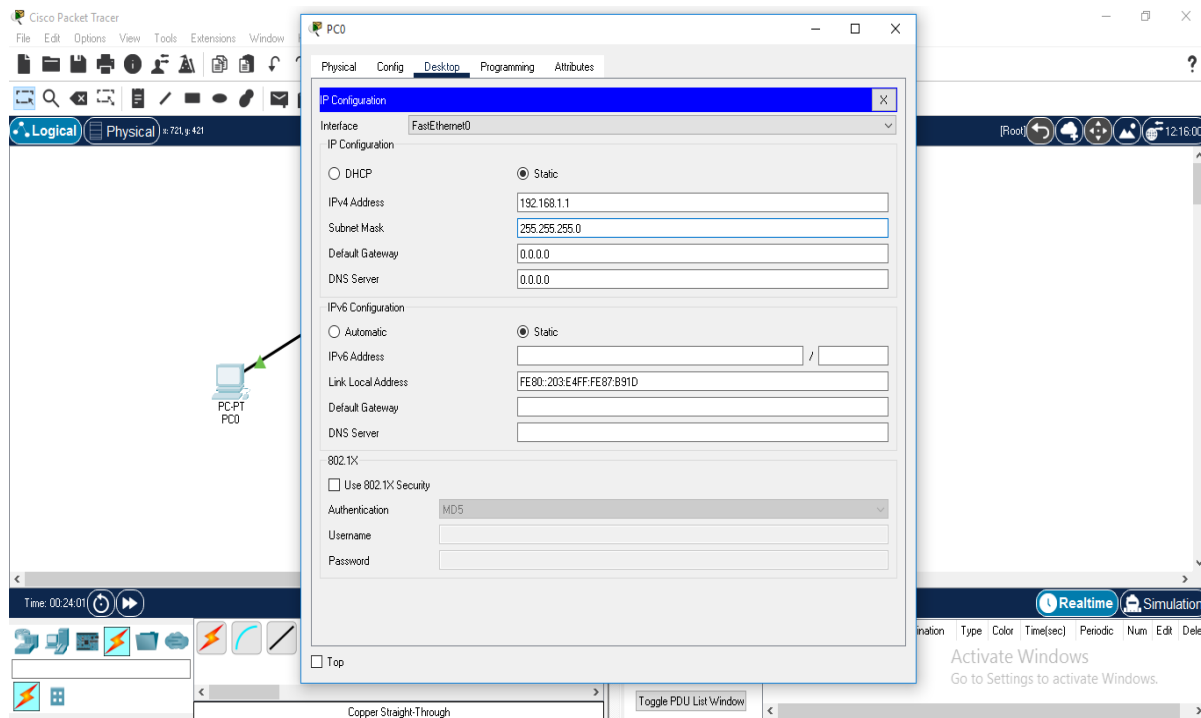 Cisco Packet Tracer
File Edit Options View Tools Extensions Window
?
Logical Physical x: 721, y: 421
[Root] 12:16:00
PC-PT
PC0
PC0
Physical Config Desktop Programming Attributes
IP Configuration X
Interface FastEthernet0
IP Configuration
DHCP Static
IPv4 Address 192.168.1.1
Subnet Mask 255.255.255.0
Default Gateway 0.0.0.0
DNS Server 0.0.0.0
IPv6 Configuration
Automatic Static
IPv6 Address /
Link Local Address FE80::203:E4FF:FE87:B91D
Default Gateway
DNS Server
802.1X
Use 802.1X Security
Authentication MD5
Username
Password
Top
Time: 00:24:01
Realtime Simulation
ination Type Color Time(sec) Periodic Num Edit Dele
Activate Windows
Go to Settings to activate Windows.
Toggle PDU List Window
Copper Straight-Through